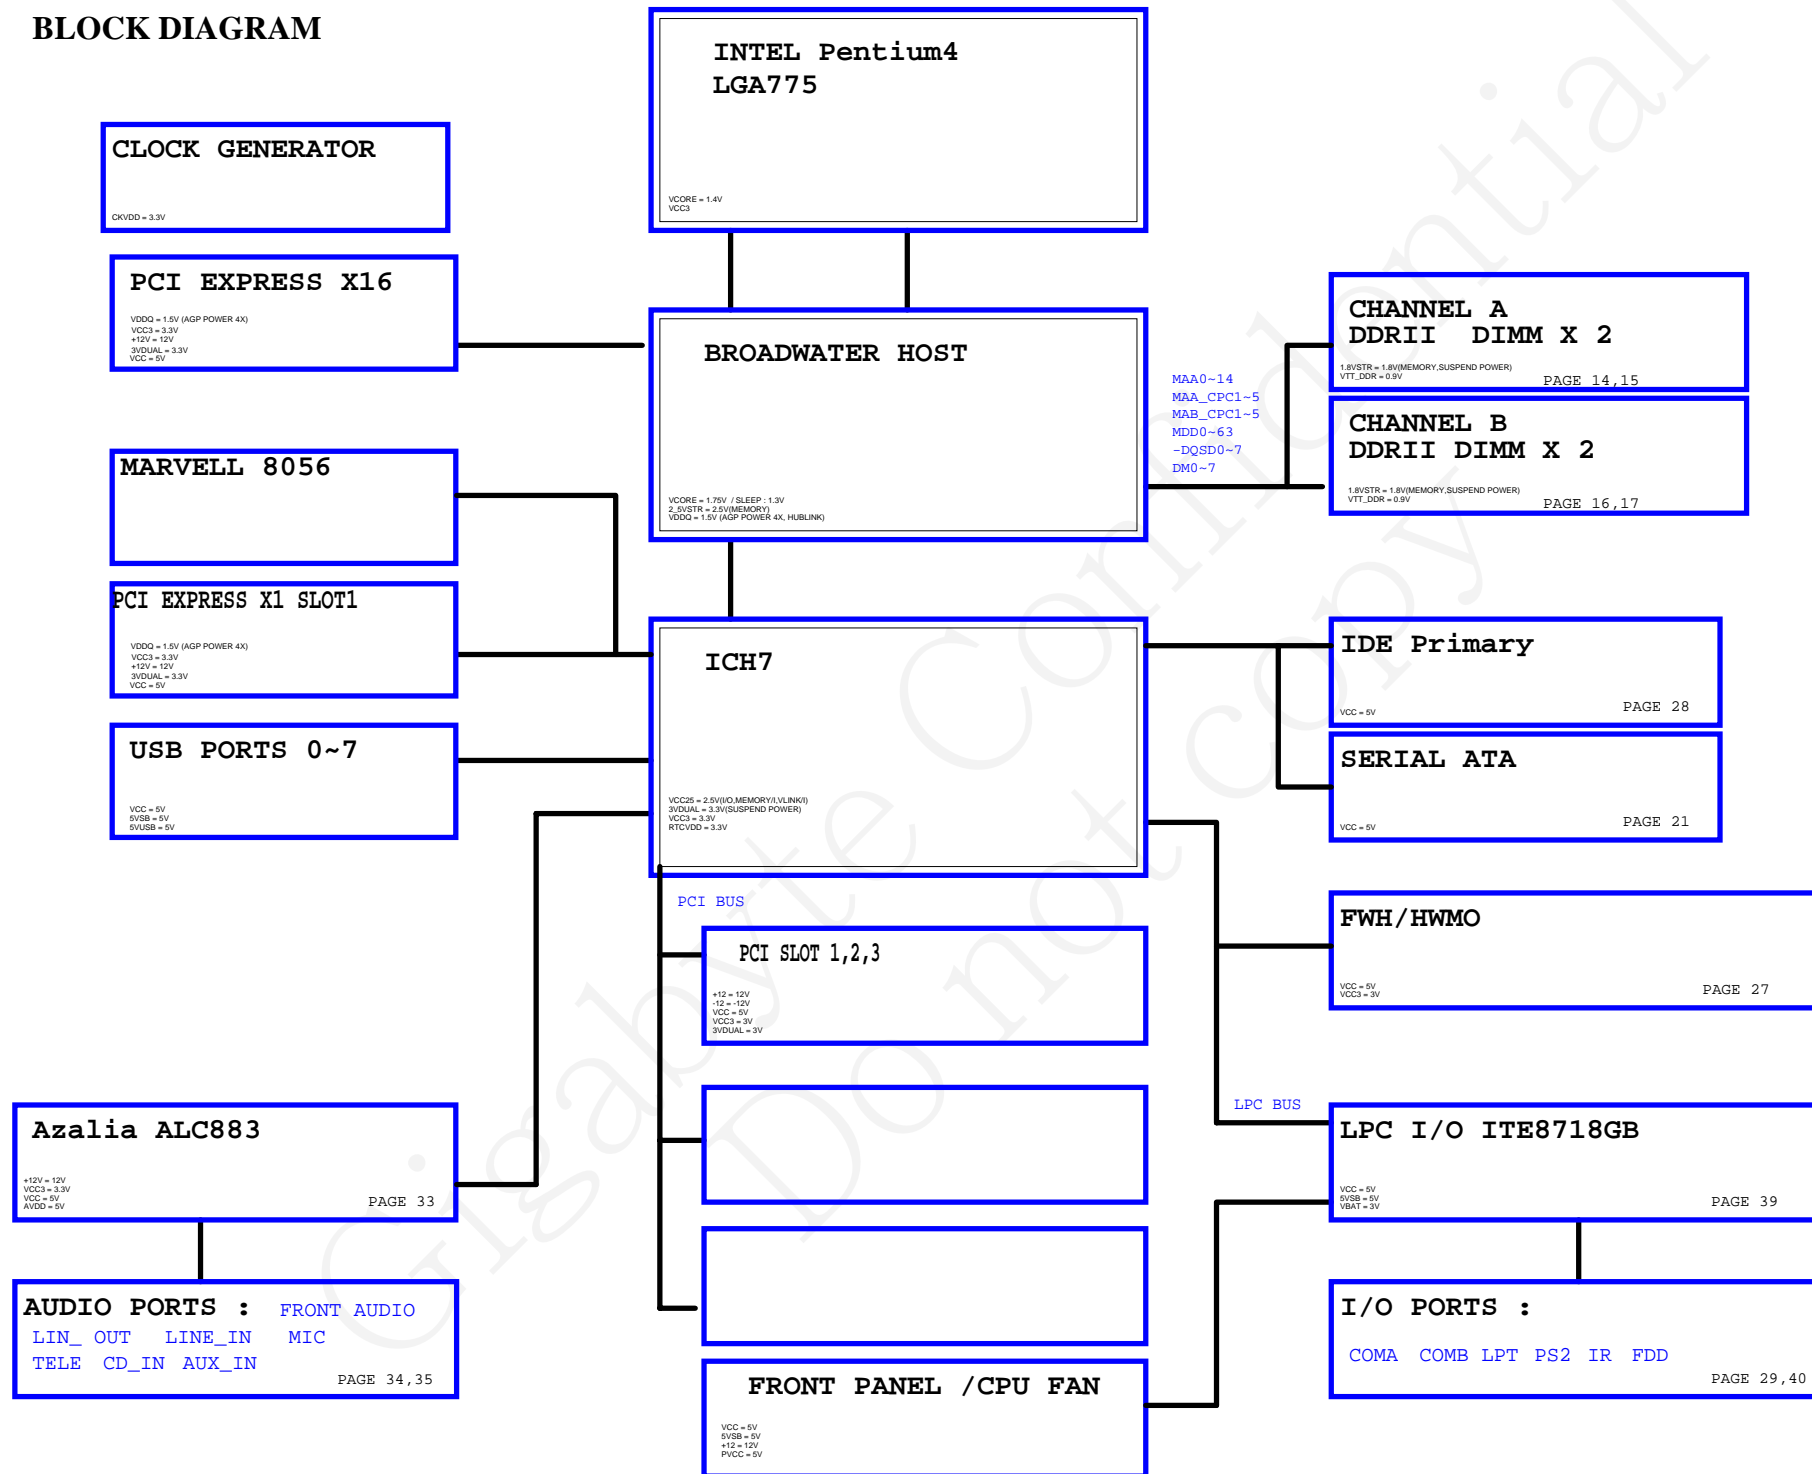 BLOCK DIAGRAM
INTEL Pentium4
LGA775
VCORE = 1.4V
VCC3
CLOCK GENERATOR
CKVDD = 3.3V
PCI EXPRESS X16
VDDQ = 1.5V (AGP POWER 4X)
VCC3 = 3.3V
+12V = 12V
3VDUAL = 3.3V
VCC = 5V
BROADWATER HOST
VCORE = 1.75V / SLEEP : 1.3V
2_5VSTR = 2.5V(MEMORY)
VDDQ = 1.5V (AGP POWER 4X, HUBLINK)
MAA0~14
MAA_CPC1~5
MAB_CPC1~5
MDD0~63
-DQSD0~7
DM0~7
CHANNEL A
DDRII DIMM X 2
1.8VSTR = 1.8V(MEMORY,SUSPEND POWER)
VTT_DDR = 0.9V
PAGE 14,15
CHANNEL B
DDRII DIMM X 2
1.8VSTR = 1.8V(MEMORY,SUSPEND POWER)
VTT_DDR = 0.9V
PAGE 16,17
MARVELL 8056
PCI EXPRESS X1 SLOT1
VDDQ = 1.5V (AGP POWER 4X)
VCC3 = 3.3V
+12V = 12V
3VDUAL = 3.3V
VCC = 5V
USB PORTS 0~7
VCC = 5V
5VSB = 5V
5VUSB = 5V
ICH7
VCC25 = 2.5V(I/O,MEMORY/I,VLINK/I)
3VDUAL = 3.3V(SUSPEND POWER)
VCC3 = 3.3V
RTCVDD = 3.3V
IDE Primary
VCC = 5V
PAGE 28
SERIAL ATA
VCC = 5V
PAGE 21
PCI BUS
PCI SLOT 1,2,3
+12 = 12V
-12 = -12V
VCC = 5V
VCC3 = 3V
3VDUAL = 3V
FWH/HWMO
VCC = 5V
VCC3 = 3V
PAGE 27
LPC BUS
LPC I/O ITE8718GB
VCC = 5V
5VSB = 5V
VBAT = 3V
PAGE 39
Azalia ALC883
+12V = 12V
VCC3 = 3.3V
VCC = 5V
AVDD = 5V
PAGE 33
AUDIO PORTS : FRONT AUDIO
LIN_ OUT LINE_IN MIC
TELE CD_IN AUX_IN
PAGE 34,35
FRONT PANEL /CPU FAN
VCC = 5V
5VSB = 5V
+12 = 12V
PVCC = 5V
I/O PORTS :
COMA COMB LPT PS2 IR FDD
PAGE 29,40
Gigabyte Confidential
Do not copy